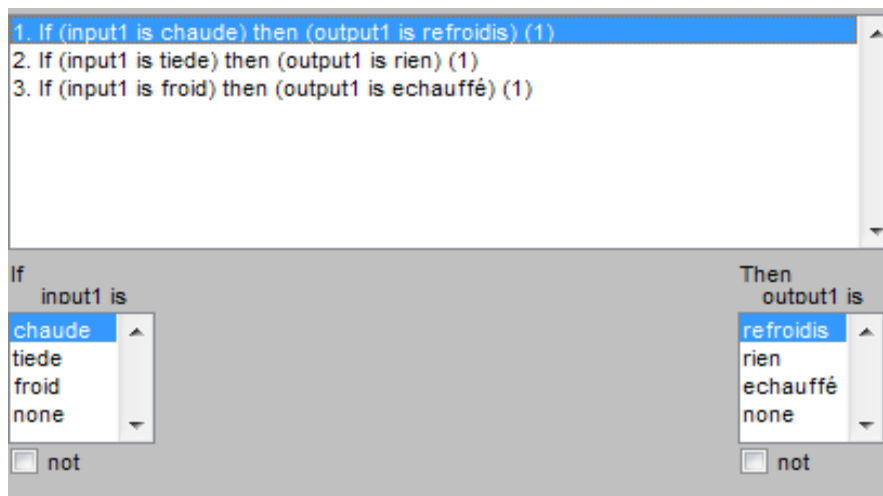 1. If (input1 is chaude) then (output1 is refroidis) (1)
2. If (input1 is tiede) then (output1 is rien) (1)
3. If (input1 is froid) then (output1 is echauffé) (1)
If
input1 is
chaude
tiede
froid
none
not
Then
output1 is
refroidis
rien
echauffé
none
not